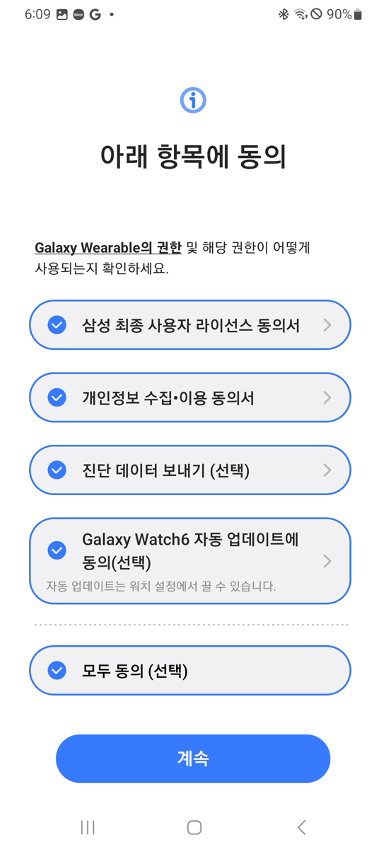 6:09
90%
아래 항목에 동의
Galaxy Wearable의 권한 및 해당 권한이 어떻게
사용되는지 확인하세요.
삼성 최종 사용자 라이선스 동의서
개인정보 수집•이용 동의서
진단 데이터 보내기 (선택)
Galaxy Watch6 자동 업데이트에
동의(선택)
자동 업데이트는 워치 설정에서 끌 수 있습니다.
모두 동의 (선택)
계속